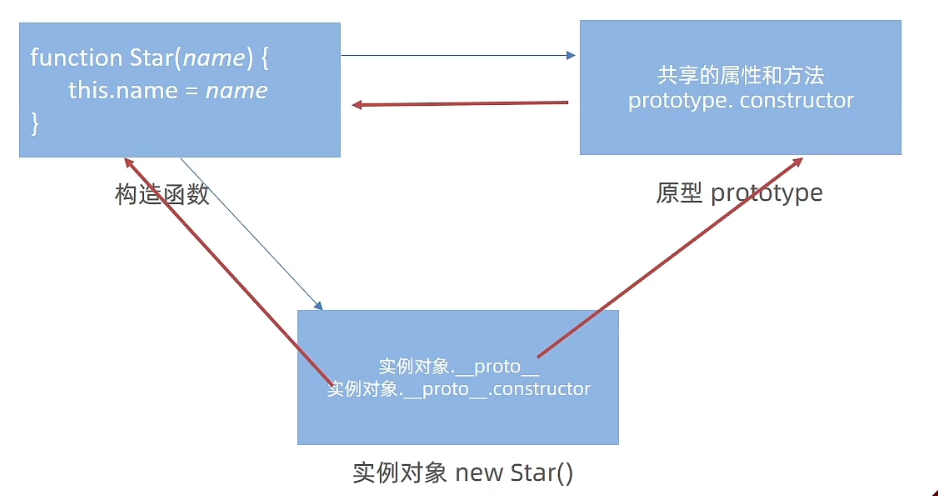 function Star(name) {
this.name = name
}
共享的属性和方法
prototype. constructor
构造函数
原型 prototype
实例对象.__proto__
实例对象.__proto__.constructor
实例对象 new Star()